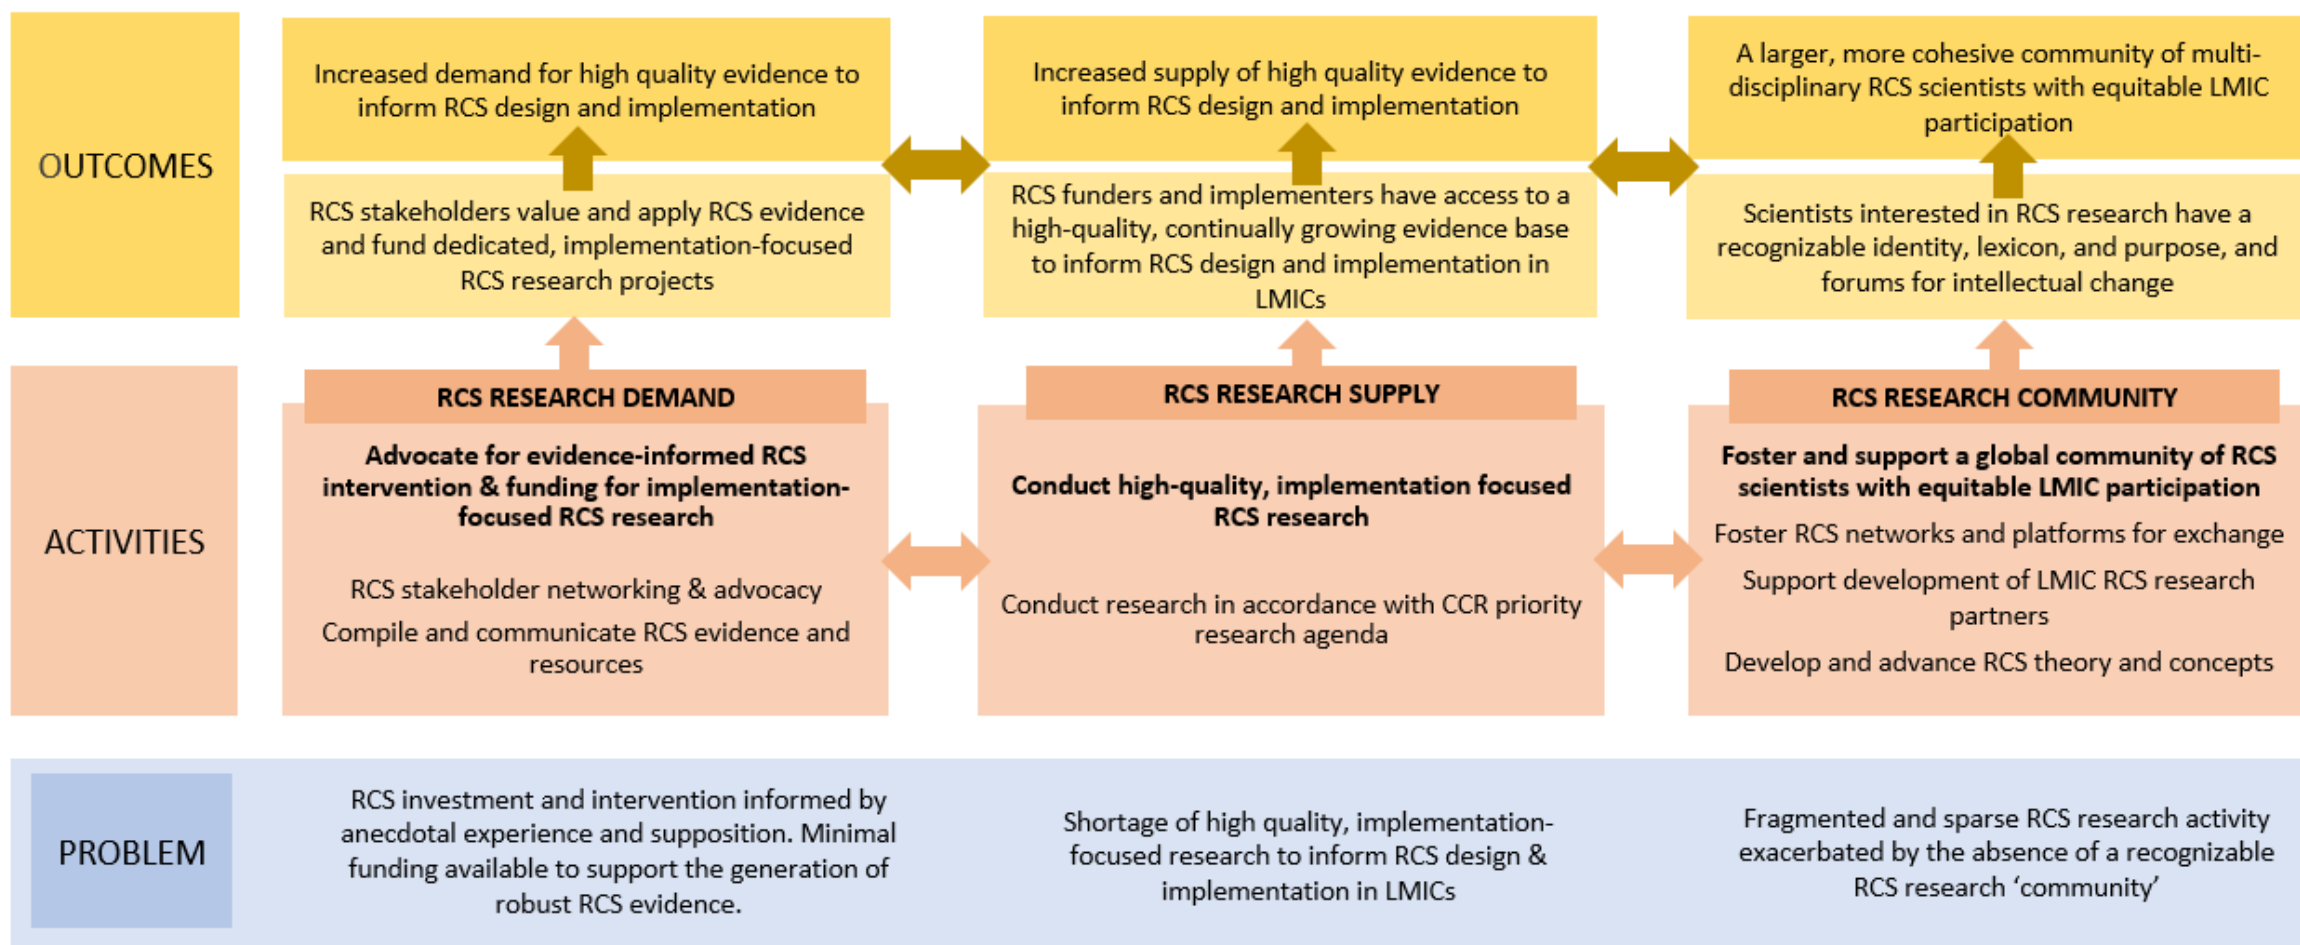 OUTCOMES
Increased demand for high quality evidence to
inform RCS design and implementation
Increased supply of high quality evidence to
inform RCS design and implementation
A larger, more cohesive community of multi-
disciplinary RCS scientists with equitable LMIC
participation
RCS stakeholders value and apply RCS evidence
and fund dedicated, implementation-focused
RCS research projects
RCS funders and implementers have access to a
high-quality, continually growing evidence base
to inform RCS design and implementation in
LMICs
Scientists interested in RCS research have a
recognizable identity, lexicon, and purpose, and
forums for intellectual change
ACTIVITIES
RCS RESEARCH DEMAND
Advocate for evidence-informed RCS
intervention & funding for implementation-
focused RCS research
RCS stakeholder networking & advocacy
Compile and communicate RCS evidence and
resources
RCS RESEARCH SUPPLY
Conduct high-quality, implementation focused
RCS research
Conduct research in accordance with CCR priority
research agenda
RCS RESEARCH COMMUNITY
Foster and support a global community of RCS
scientists with equitable LMIC participation
Foster RCS networks and platforms for exchange
Support development of LMIC RCS research
partners
Develop and advance RCS theory and concepts
PROBLEM
RCS investment and intervention informed by
anecdotal experience and supposition. Minimal
funding available to support the generation of
robust RCS evidence.
Shortage of high quality, implementation-
focused research to inform RCS design &
implementation in LMICs
Fragmented and sparse RCS research activity
exacerbated by the absence of a recognizable
RCS research ‘community’